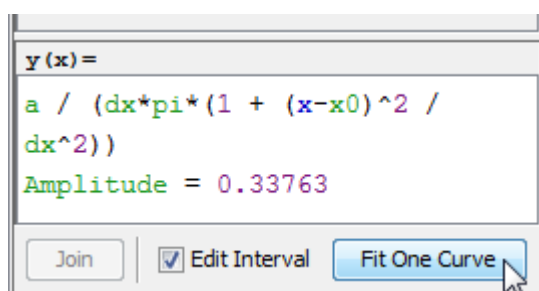 y(x)=
a / (dx*pi*(1 + (x-x0)^2 /
dx^2))
Amplitude = 0.33763
Join Edit Interval Fit One Curve